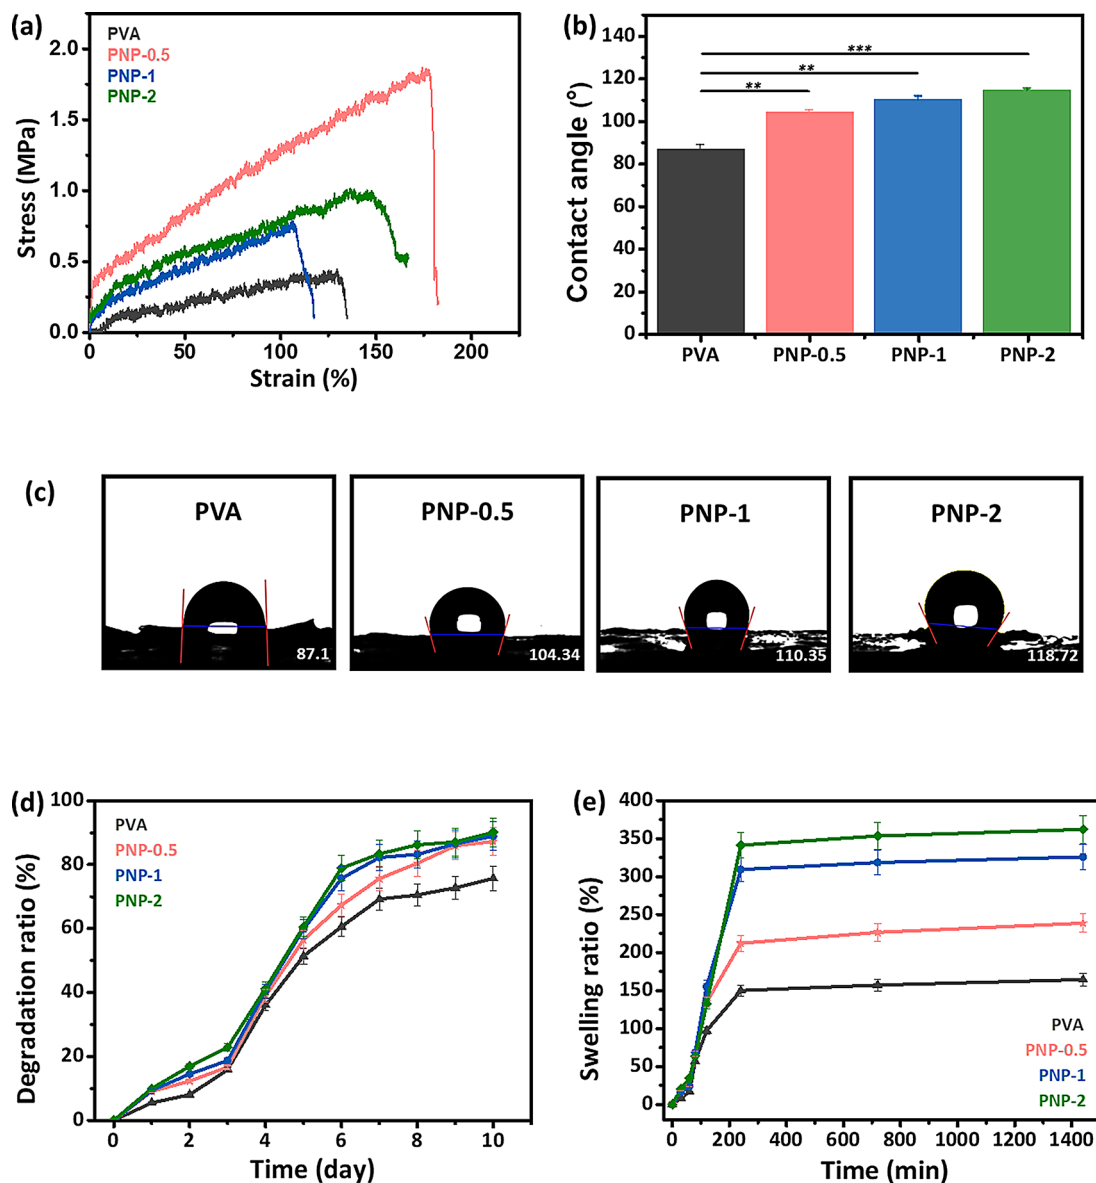 (a)
PVA
PNP-0.5
PNP-1
PNP-2
2.0
1.5
1.0
0.5
0.0
Stress (MPa)
0 50 100 150 200
Strain (%)
(b)
140
120
100
80
60
40
20
0
Contact angle (°)
***
**
**
PVA PNP-0.5 PNP-1 PNP-2
(c)
PVA
87.1
PNP-0.5
104.34
PNP-1
110.35
PNP-2
118.72
(d)
PVA
PNP-0.5
PNP-1
PNP-2
100
80
60
40
20
0
Degradation ratio (%)
0 2 4 6 8 10
Time (day)
(e)
400
350
300
250
200
150
100
50
0
Swelling ratio (%)
PVA
PNP-0.5
PNP-1
PNP-2
0 200 400 600 800 1000 1200 1400
Time (min)